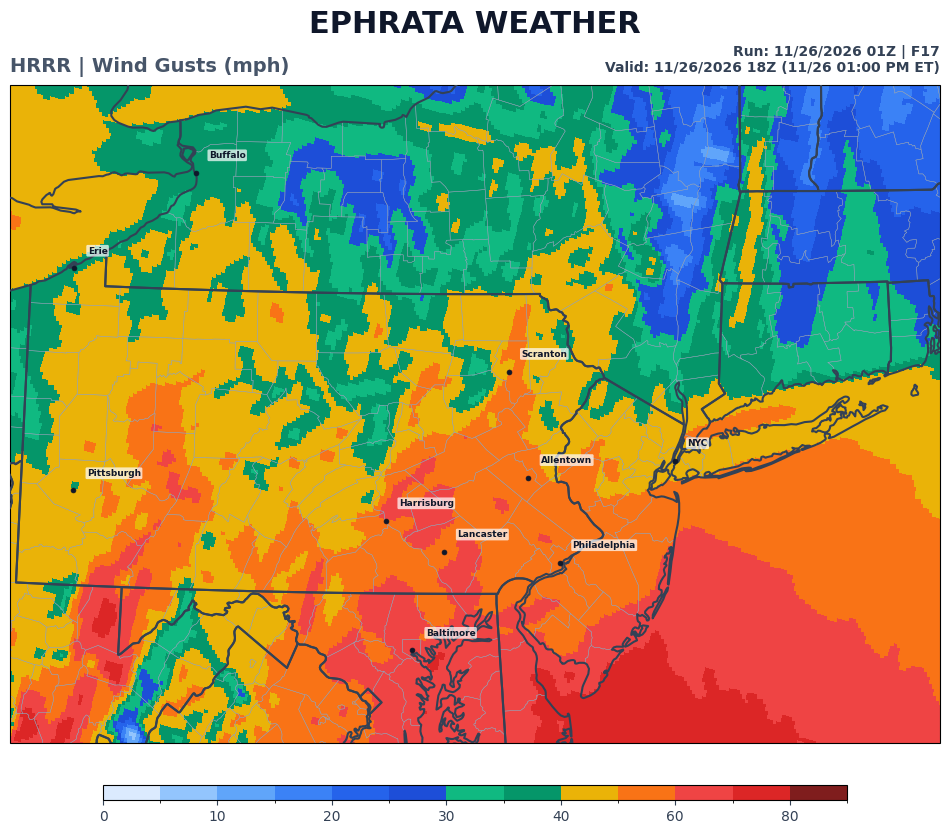 EPHRATA WEATHER
HRRR | Wind Gusts (mph)
Run: 11/26/2026 01Z | F17
Valid: 11/26/2026 18Z (11/26 01:00 PM ET)
Buffalo
Erie
Scranton
NYC
Allentown
Pittsburgh
Harrisburg
Lancaster
Philadelphia
Baltimore
0 10 20 30 40 50 60 70 80